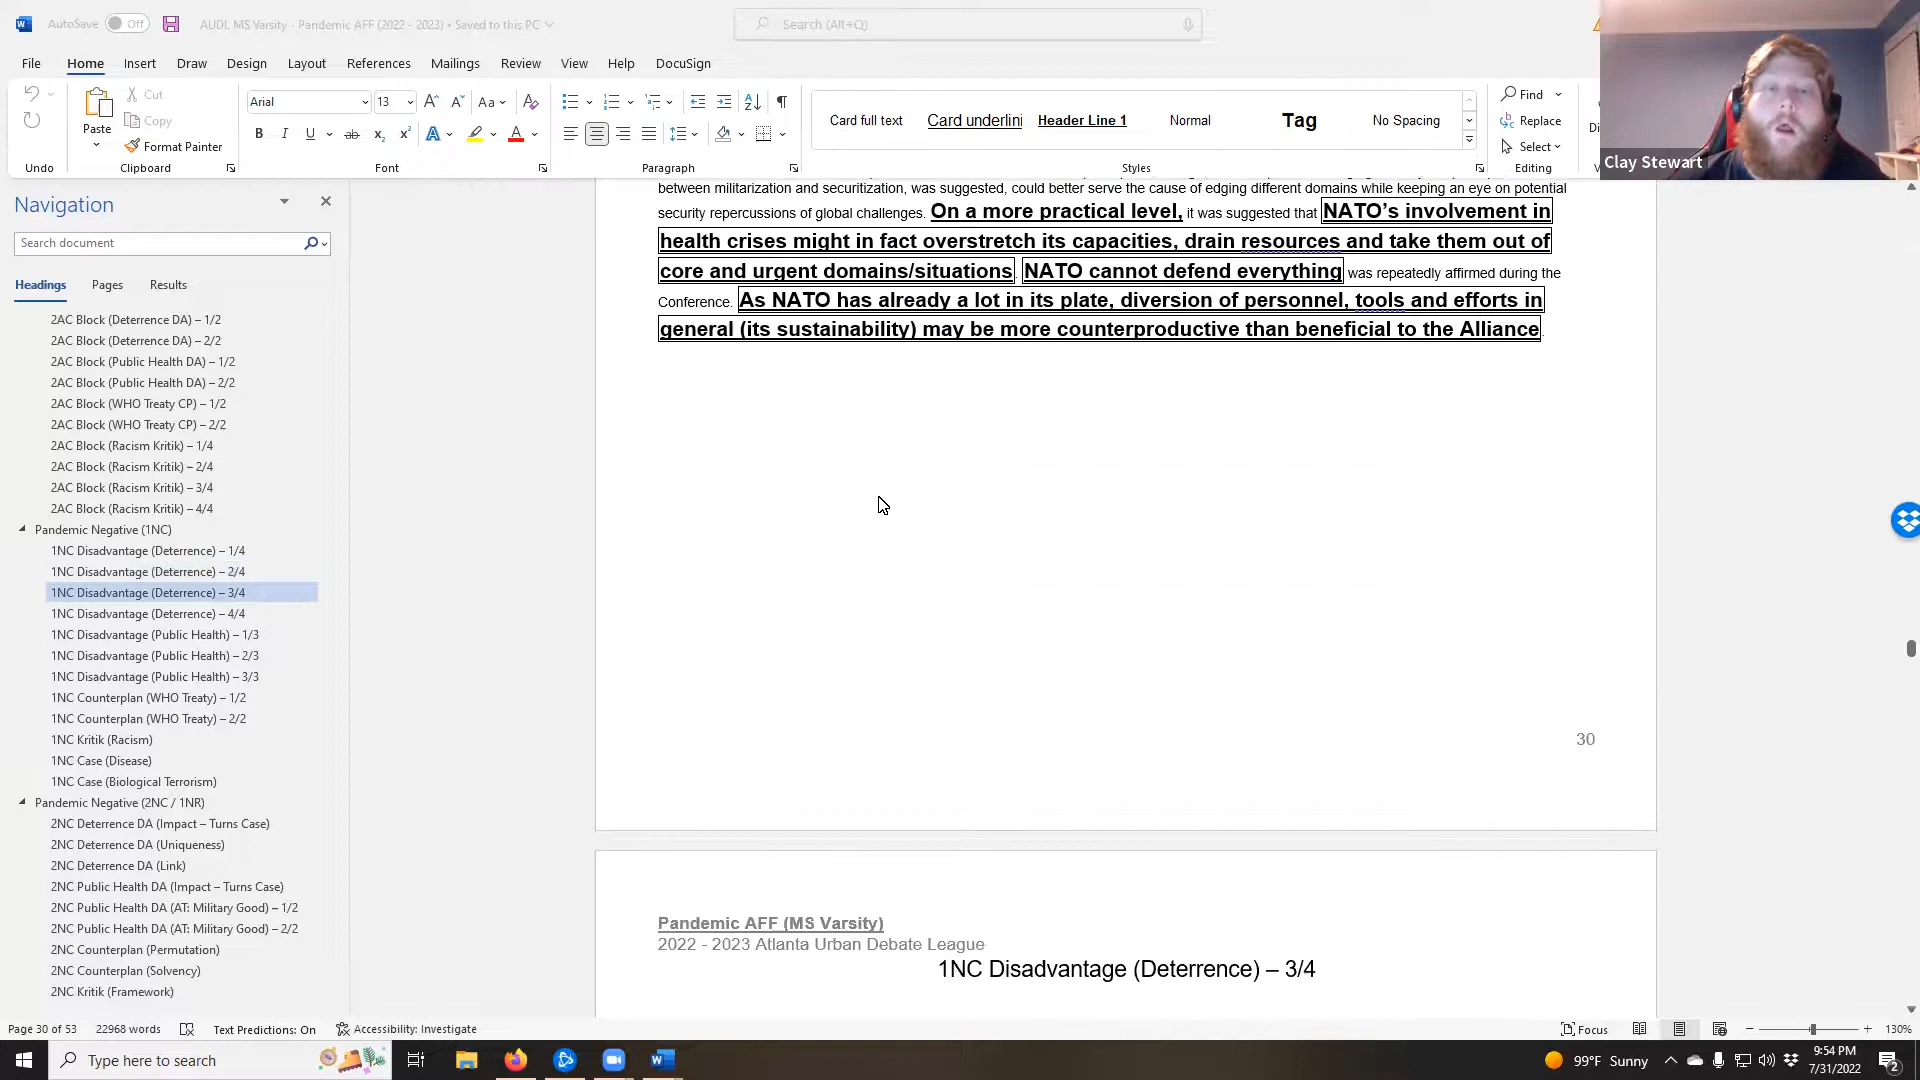 AutoSave Off AUDL MS Varsity - Pandemic AFF (2022 - 2023) • Saved to this PC Search (Alt+Q)
File Home Insert Draw Design Layout References Mailings Review View Help DocuSign
Paste Cut Copy Format Painter
Arial 13 Aa
Card full text Card underlini Header Line 1 Normal Tag No Spacing
Find Replace Select
Undo Clipboard Font Paragraph Styles Editing
Clay Stewart
Navigation
Search document
Headings Pages Results
2AC Block (Deterrence DA) – 1/2
2AC Block (Deterrence DA) – 2/2
2AC Block (Public Health DA) – 1/2
2AC Block (Public Health DA) – 2/2
2AC Block (WHO Treaty CP) – 1/2
2AC Block (WHO Treaty CP) – 2/2
2AC Block (Racism Kritik) – 1/4
2AC Block (Racism Kritik) – 2/4
2AC Block (Racism Kritik) – 3/4
2AC Block (Racism Kritik) – 4/4
Pandemic Negative (1NC)
1NC Disadvantage (Deterrence) – 1/4
1NC Disadvantage (Deterrence) – 2/4
1NC Disadvantage (Deterrence) – 3/4
1NC Disadvantage (Deterrence) – 4/4
1NC Disadvantage (Public Health) – 1/3
1NC Disadvantage (Public Health) – 2/3
1NC Disadvantage (Public Health) – 3/3
1NC Counterplan (WHO Treaty) – 1/2
1NC Counterplan (WHO Treaty) – 2/2
1NC Kritik (Racism)
1NC Case (Disease)
1NC Case (Biological Terrorism)
Pandemic Negative (2NC / 1NR)
2NC Deterrence DA (Impact – Turns Case)
2NC Deterrence DA (Uniqueness)
2NC Deterrence DA (Link)
2NC Public Health DA (Impact – Turns Case)
2NC Public Health DA (AT: Military Good) – 1/2
2NC Public Health DA (AT: Military Good) – 2/2
2NC Counterplan (Permutation)
2NC Counterplan (Solvency)
2NC Kritik (Framework)
between militarization and securitization, was suggested, could better serve the cause of edging different domains while keeping an eye on potential
security repercussions of global challenges. On a more practical level, it was suggested that NATO’s involvement in
health crises might in fact overstretch its capacities, drain resources and take them out of
core and urgent domains/situations. NATO cannot defend everything was repeatedly affirmed during the
Conference. As NATO has already a lot in its plate, diversion of personnel, tools and efforts in
general (its sustainability) may be more counterproductive than beneficial to the Alliance.
30
Pandemic AFF (MS Varsity)
2022 - 2023 Atlanta Urban Debate League
1NC Disadvantage (Deterrence) – 3/4
Page 30 of 53 22968 words Text Predictions: On Accessibility: Investigate Focus 130%
Type here to search 99°F Sunny 9:54 PM
7/31/2022 2